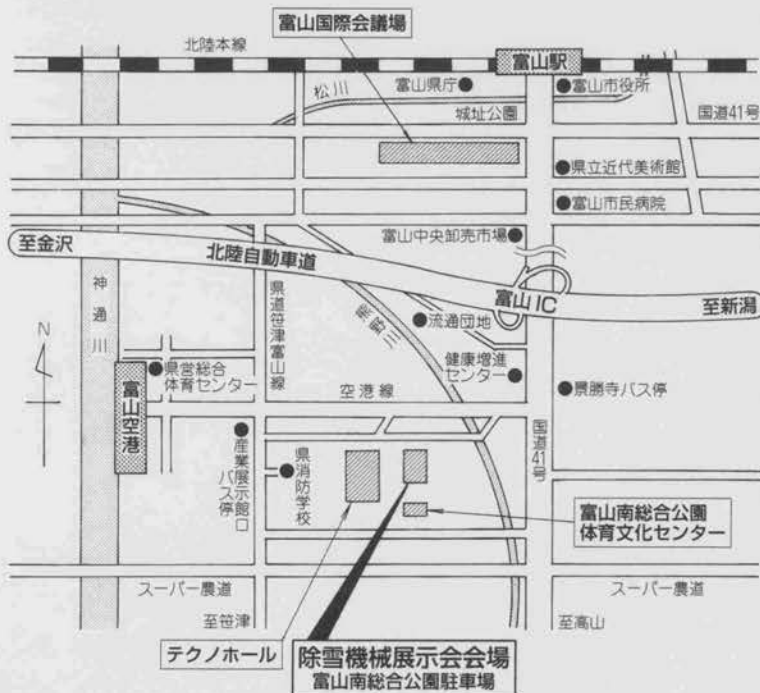 富山国際会議場
北陸本線
富山駅
松川
富山県庁
富山市役所
城址公園
国道41号
県立近代美術館
富山市民病院
富山中央卸売市場
至金沢
北陸自動車道
富山IC
至新潟
神通川
県道笹津富山線
熊野川
流通団地
N
県営総合
体育センター
健康増進
センター
空港線
景勝寺バス停
富山空港
産業展示館口
バス停
県消防学校
国道41号
富山南総合公園
体育文化センター
スーパー農道
スーパー農道
至笹津
至高山
テクノホール
除雪機械展示会会場
富山南総合公園駐車場